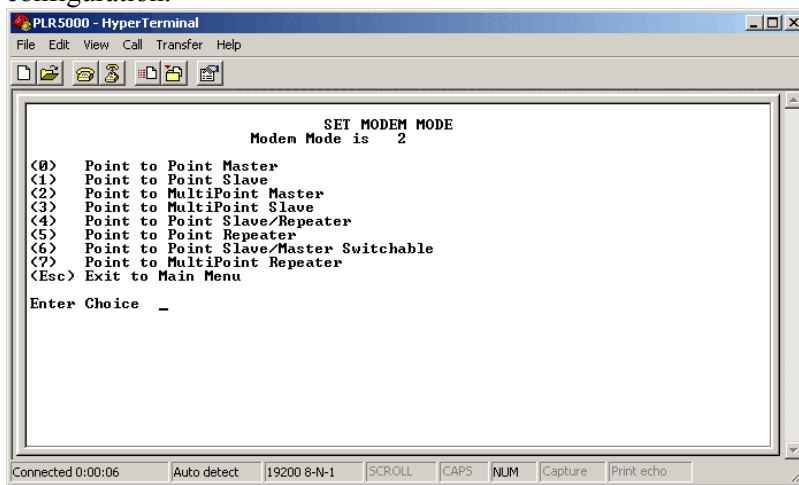 configuration.
PLR5000 - HyperTerminal
File Edit View Call Transfer Help
SET MODEM MODE
Modem Mode is 2
(0) Point to Point Master
(1) Point to Point Slave
(2) Point to MultiPoint Master
(3) Point to MultiPoint Slave
(4) Point to Point Slave/Repeater
(5) Point to Point Repeater
(6) Point to Point Slave/Master Switchable
(7) Point to MultiPoint Repeater
(Esc) Exit to Main Menu
Enter Choice _
Connected 0:00:06 Auto detect 19200 8-N-1 SCROLL CAPS NUM Capture Print echo